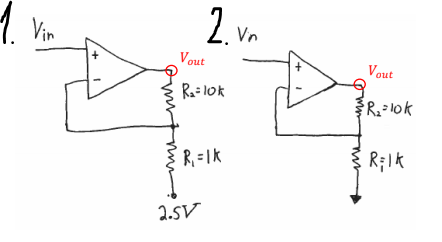 1.
Vin
+
-
Vout
R2=10k
R1=1k
2.5V
2.
Vn
+
-
Vout
R2=10k
R1=1k